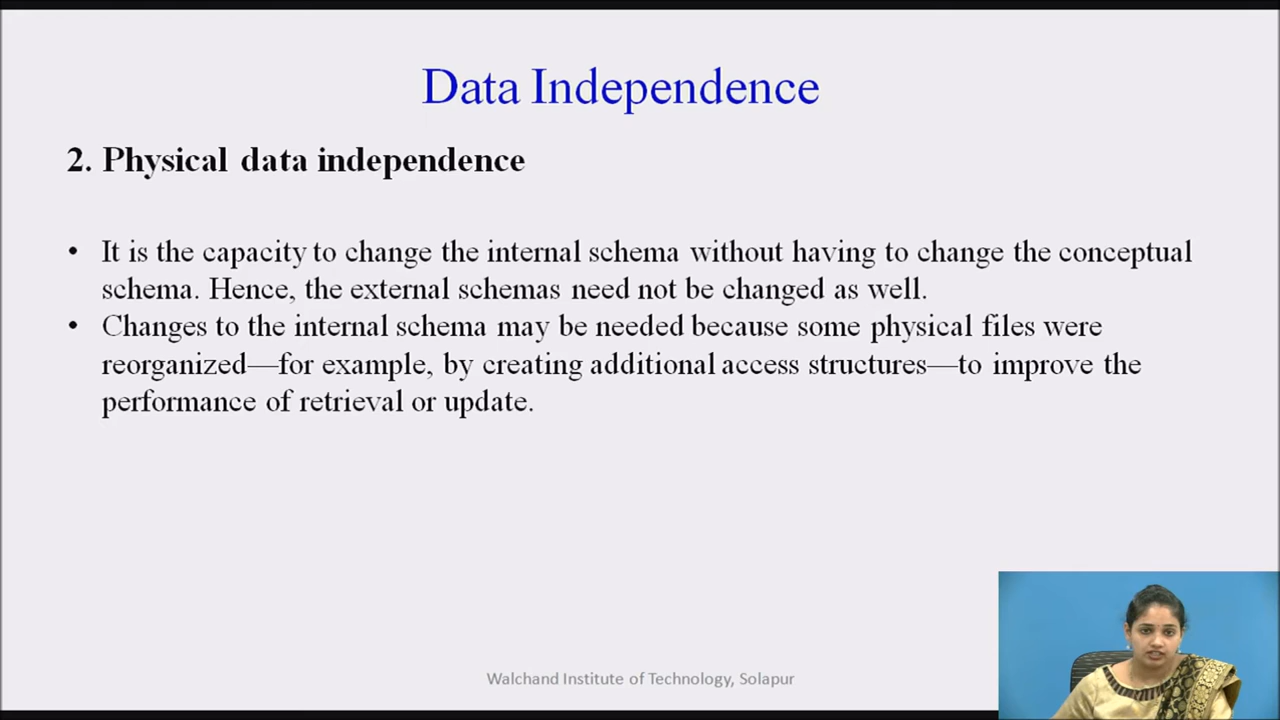 Data Independence
2. Physical data independence
• It is the capacity to change the internal schema without having to change the conceptual
schema. Hence, the external schemas need not be changed as well.
• Changes to the internal schema may be needed because some physical files were
reorganized—for example, by creating additional access structures—to improve the
performance of retrieval or update.
Walchand Institute of Technology, Solapur